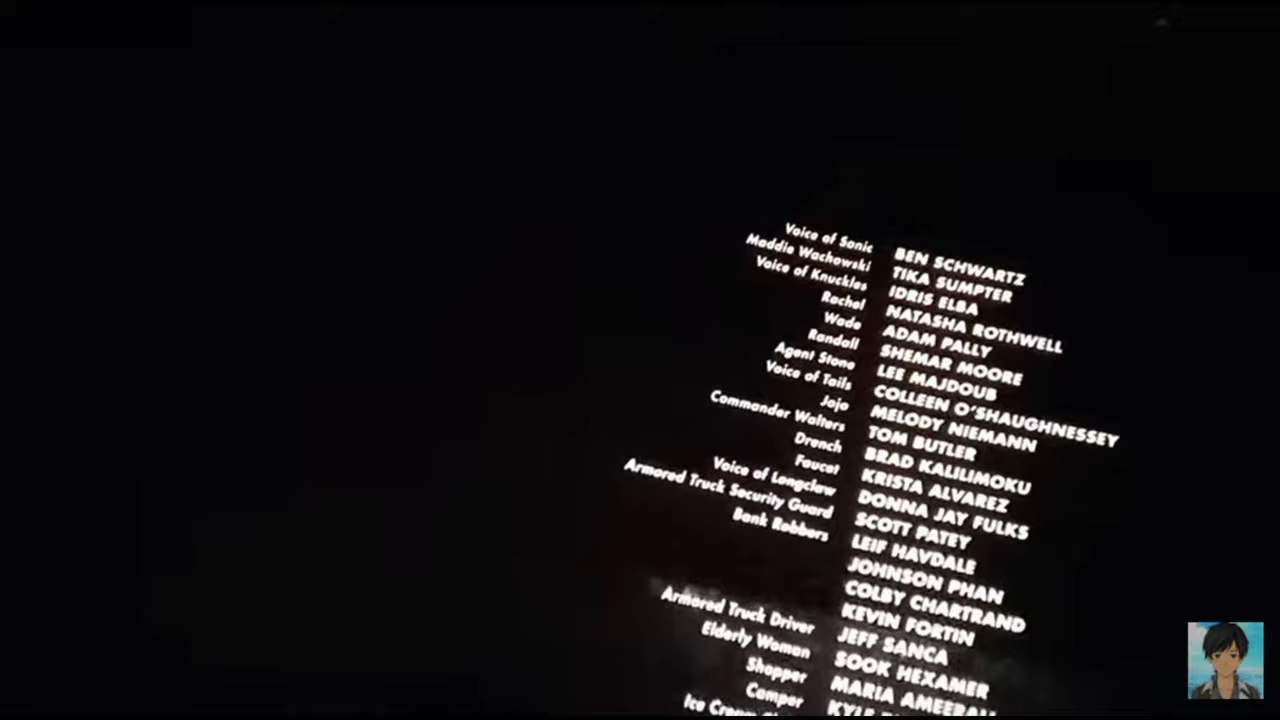 Voice of Sonic BEN SCHWARTZ
Maddie Wachowski TIKA SUMPTER
Voice of Knuckles IDRIS ELBA
Rachel NATASHA ROTHWELL
Wade ADAM PALLY
Randall SHEMAR MOORE
Agent Stone LEE MAJDOUB
Voice of Tails COLLEEN O'SHAUGHNESSEY
Jojo MELODY NIEMANN
Commander Walters TOM BUTLER
Drench BRAD KALILIMOKU
Faucet KRISTA ALVAREZ
Voice of Longclaw DONNA JAY FULKS
Armored Truck Security Guard SCOTT PATEY
Bank Robbers LEIF HAVDALE
JOHNSON PHAN
COLBY CHARTRAND
KEVIN FORTIN
Armored Truck Driver JEFF SANCA
Elderly Woman SOOK HEXAMER
Shopper MARIA
Camper
Ice